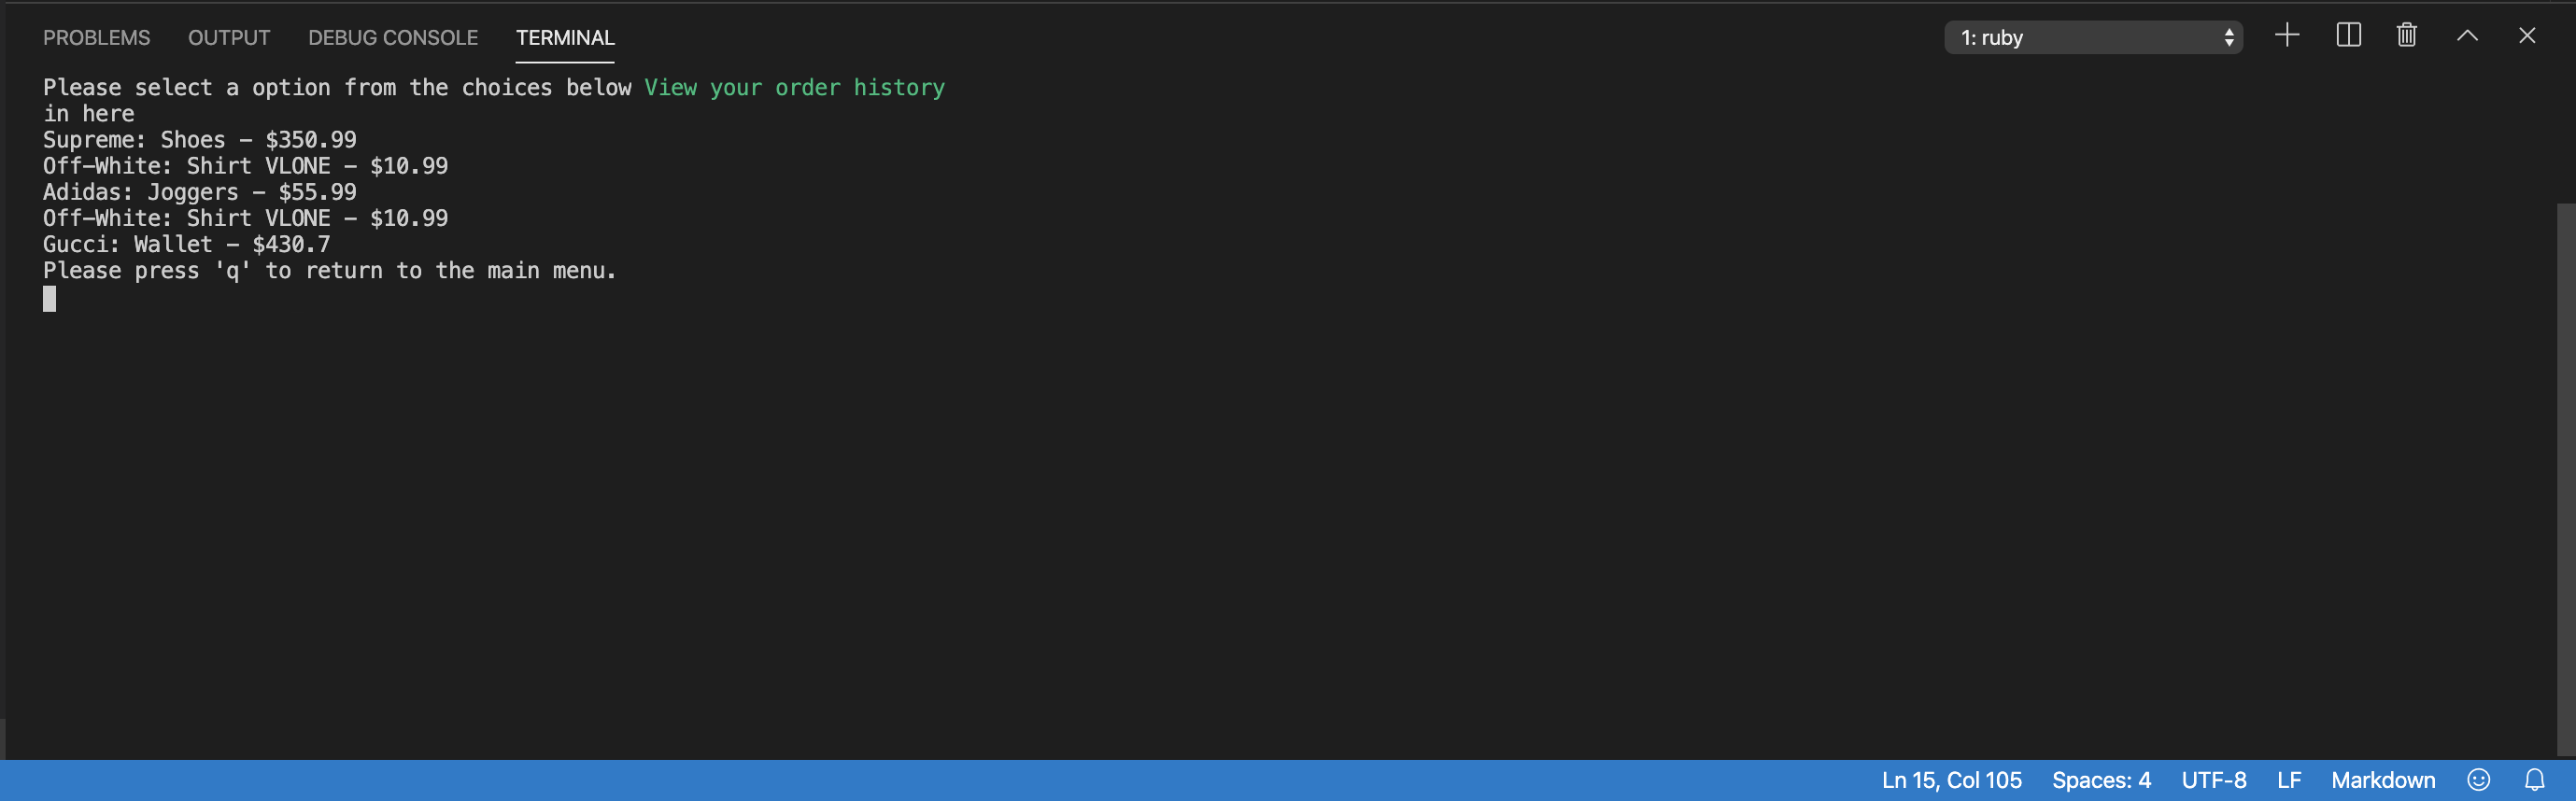 PROBLEMS OUTPUT DEBUG CONSOLE TERMINAL 1: ruby
Please select a option from the choices below View your order history
in here
Supreme: Shoes - $350.99
Off-White: Shirt VLONE - $10.99
Adidas: Joggers - $55.99
Off-White: Shirt VLONE - $10.99
Gucci: Wallet - $430.7
Please press 'q' to return to the main menu.
Ln 15, Col 105 Spaces: 4 UTF-8 LF Markdown